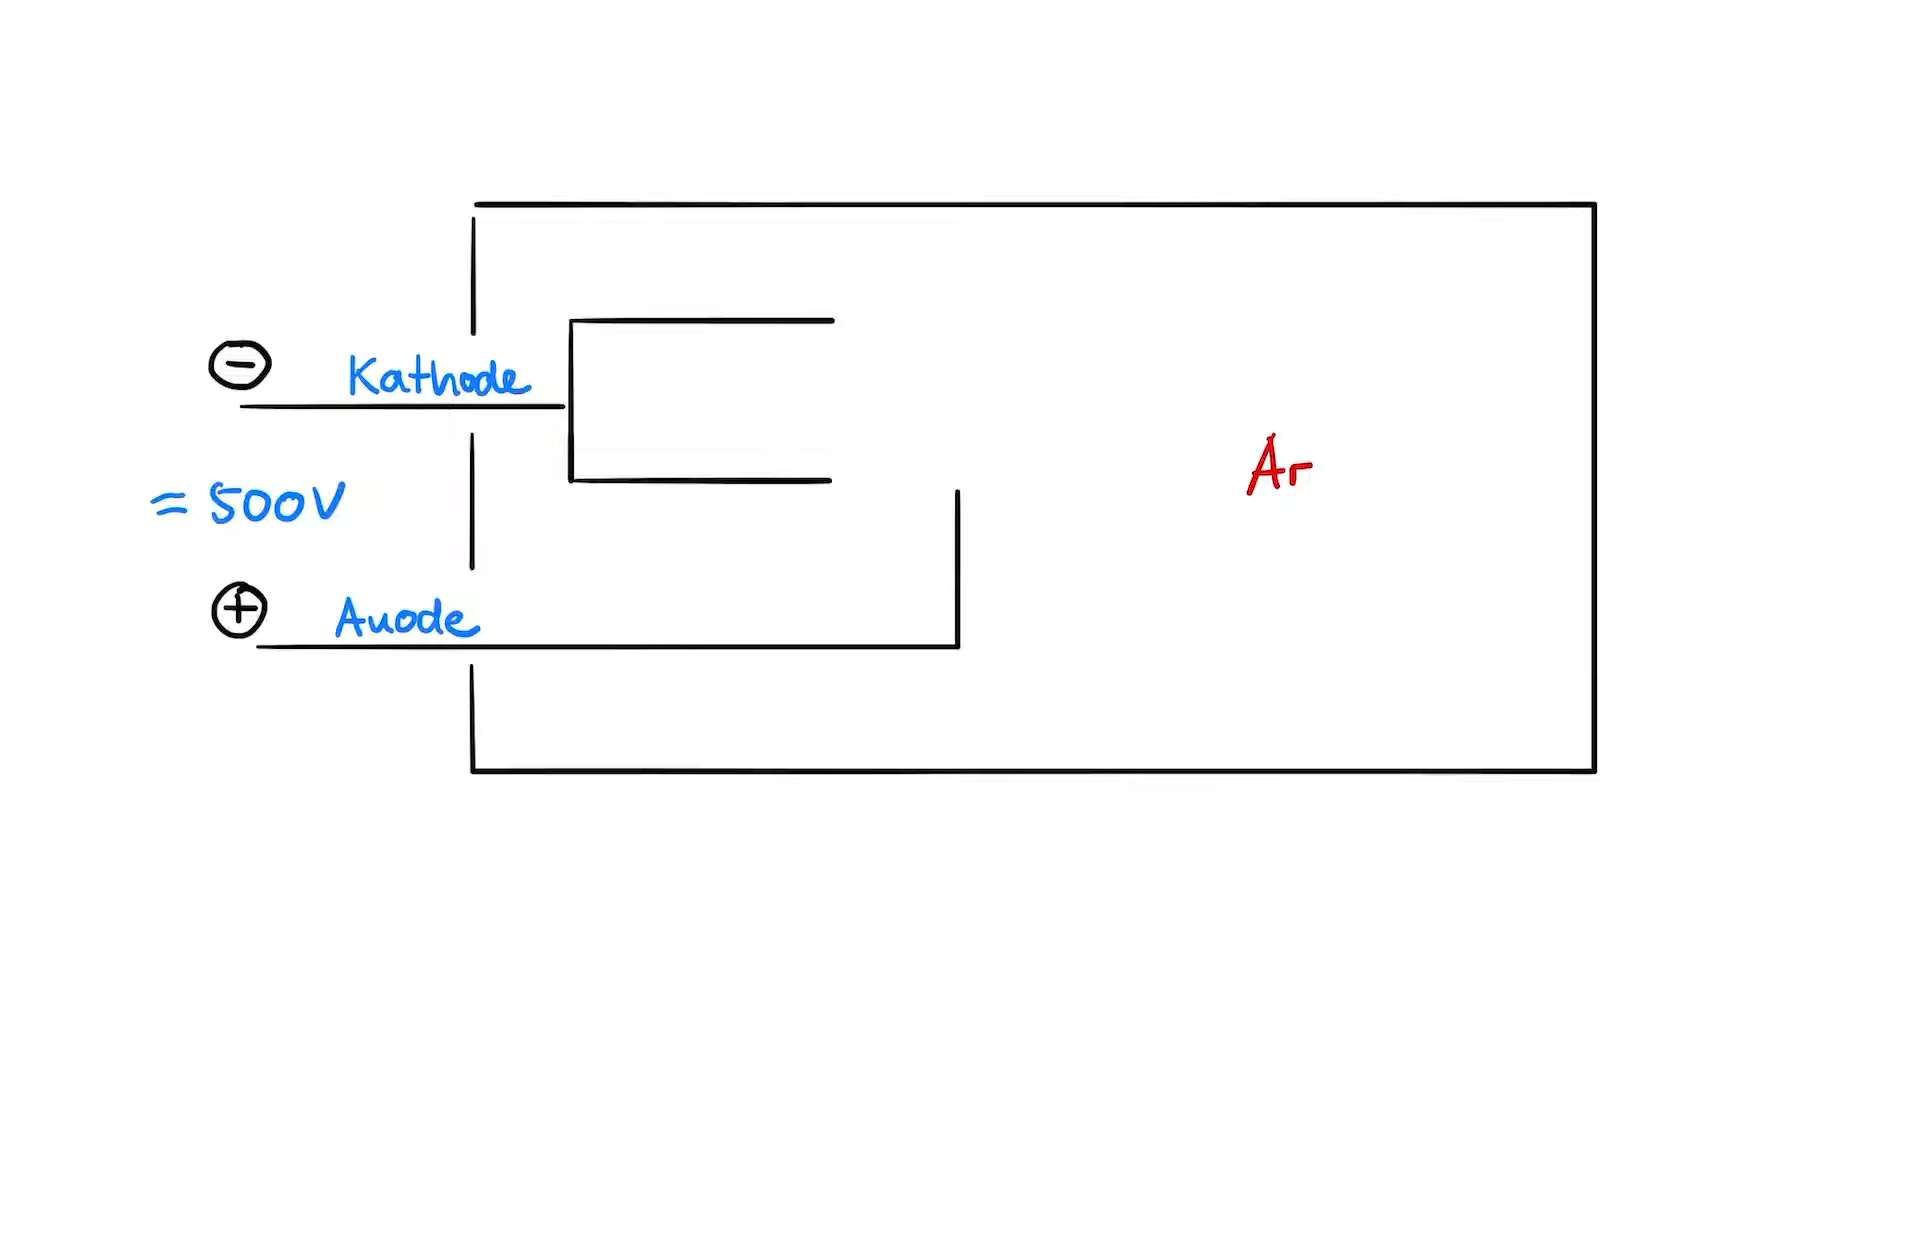 ⊖ Kathode
= 500V
⊕ Anode
Ar